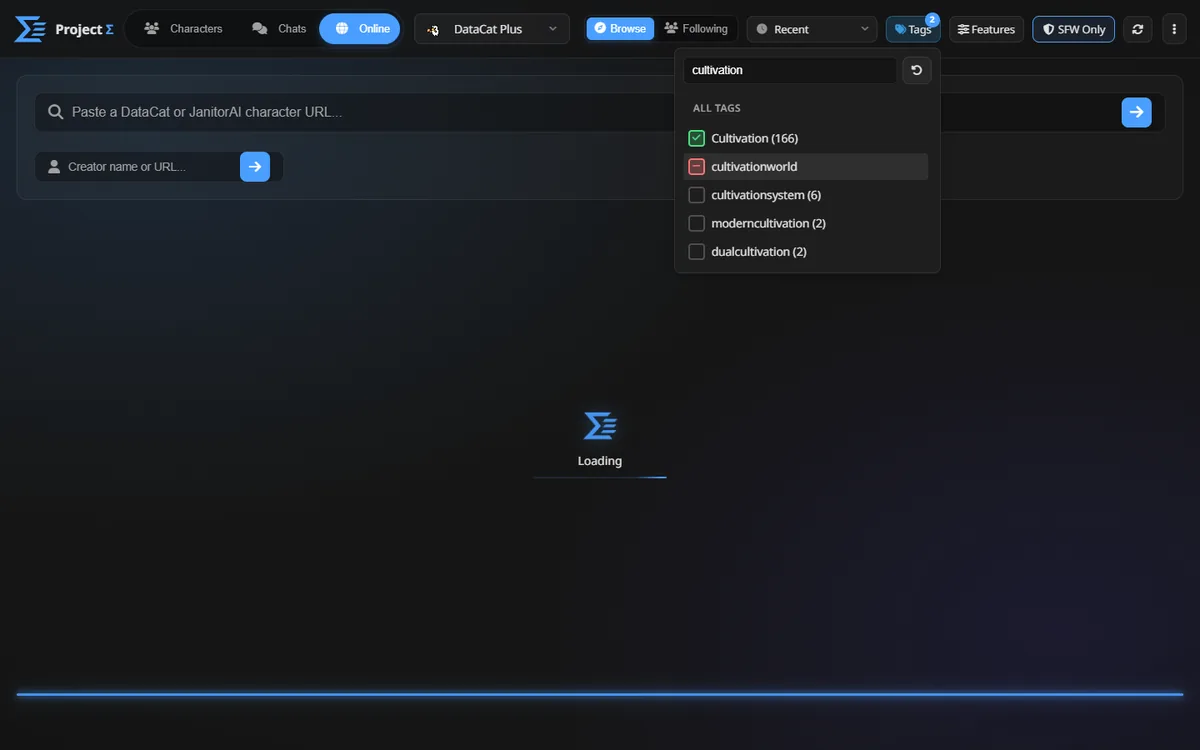 Project Σ
Characters
Chats
Online
DataCat Plus
Browse
Following
Recent
Tags
2
Features
SFW Only
cultivation
Paste a DataCat or JanitorAI character URL...
ALL TAGS
Cultivation (166)
Creator name or URL...
cultivationworld
cultivationsystem (6)
moderncultivation (2)
dualcultivation (2)
Loading